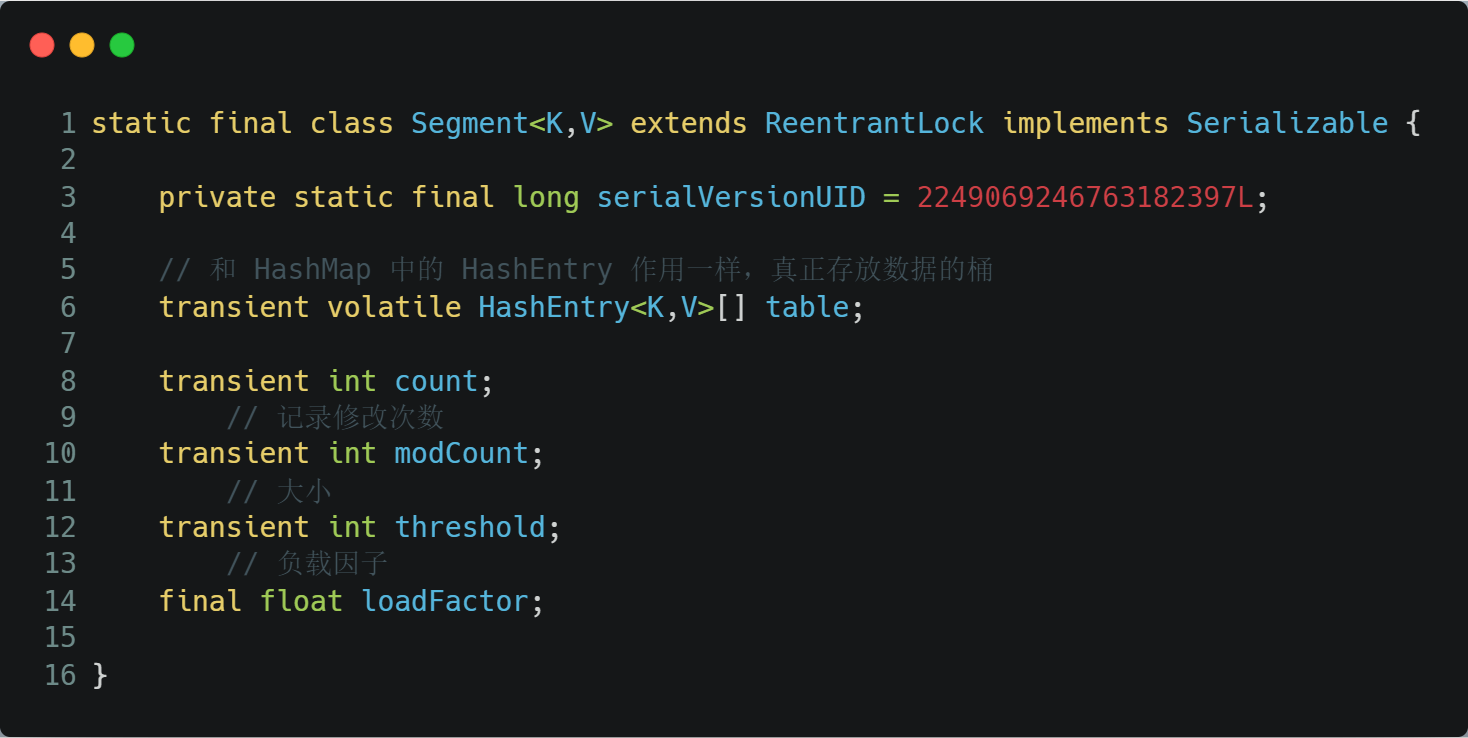 1 static final class Segment<K,V> extends ReentrantLock implements Serializable {
2
3     private static final long serialVersionUID = 2249069246763182397L;
4
5     // 和 HashMap 中的 HashEntry 作用一样，真正存放数据的桶
6     transient volatile HashEntry<K,V>[] table;
7
8     transient int count;
9         // 记录修改次数
10     transient int modCount;
11         // 大小
12     transient int threshold;
13         // 负载因子
14     final float loadFactor;
15
16 }